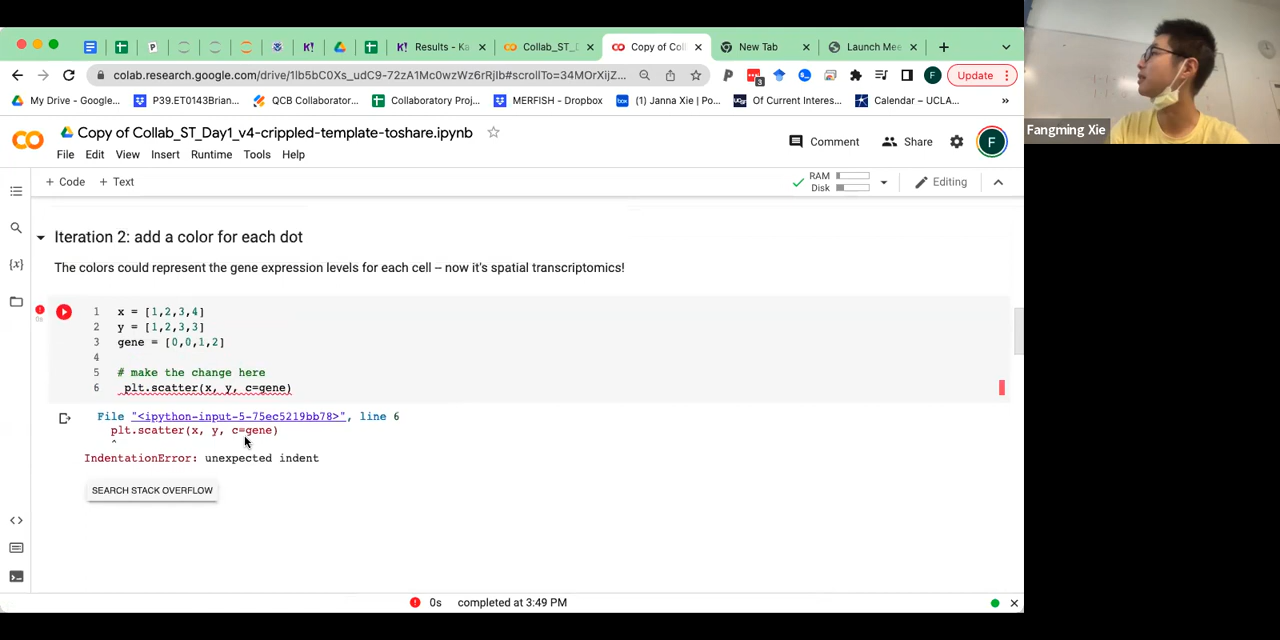 Results - Ka
Collab_ST_D
Copy of Coll
New Tab
Launch Mee
colab.research.google.com/drive/1lb5bC0Xs_udC9-72zA1Mc0wzWz6rRjIb#scrollTo=34MOrXijZ...
Update
My Drive - Google...
P39.ET0143Brian...
QCB Collaborator...
Collaboratory Proj...
MERFISH - Dropbox
(1) Janna Xie | Po...
Of Current Interes...
Calendar – UCLA...
»
Fangming Xie
Copy of Collab_ST_Day1_v4-crippled-template-toshare.ipynb
File Edit View Insert Runtime Tools Help
Comment
Share
F
+ Code + Text
RAM
Disk
Editing
Iteration 2: add a color for each dot
The colors could represent the gene expression levels for each cell – now it's spatial transcriptomics!
1 x = [1,2,3,4]
2 y = [1,2,3,3]
3 gene = [0,0,1,2]
4
5 # make the change here
6 plt.scatter(x, y, c=gene)
File "<ipython-input-5-75ec5219bb78>", line 6
plt.scatter(x, y, c=gene)
^
IndentationError: unexpected indent
SEARCH STACK OVERFLOW
0s completed at 3:49 PM